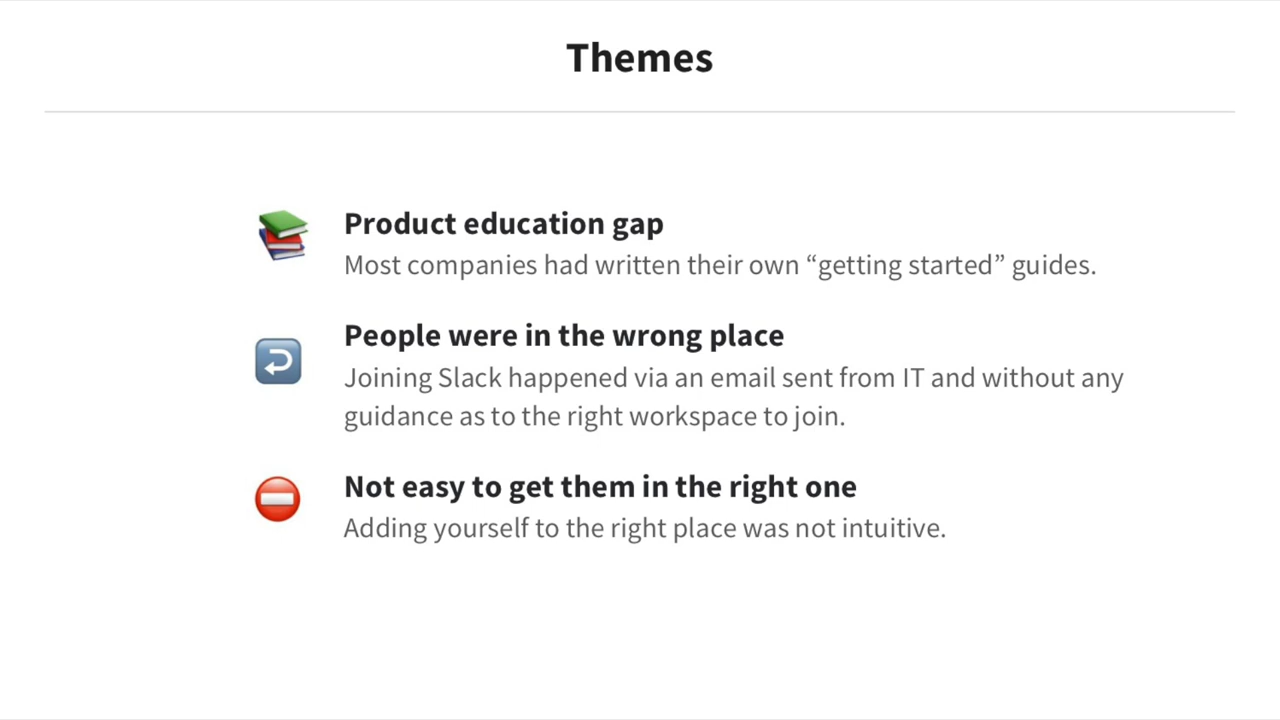 Themes
Product education gap
Most companies had written their own “getting started” guides.
People were in the wrong place
Joining Slack happened via an email sent from IT and without any
guidance as to the right workspace to join.
Not easy to get them in the right one
Adding yourself to the right place was not intuitive.